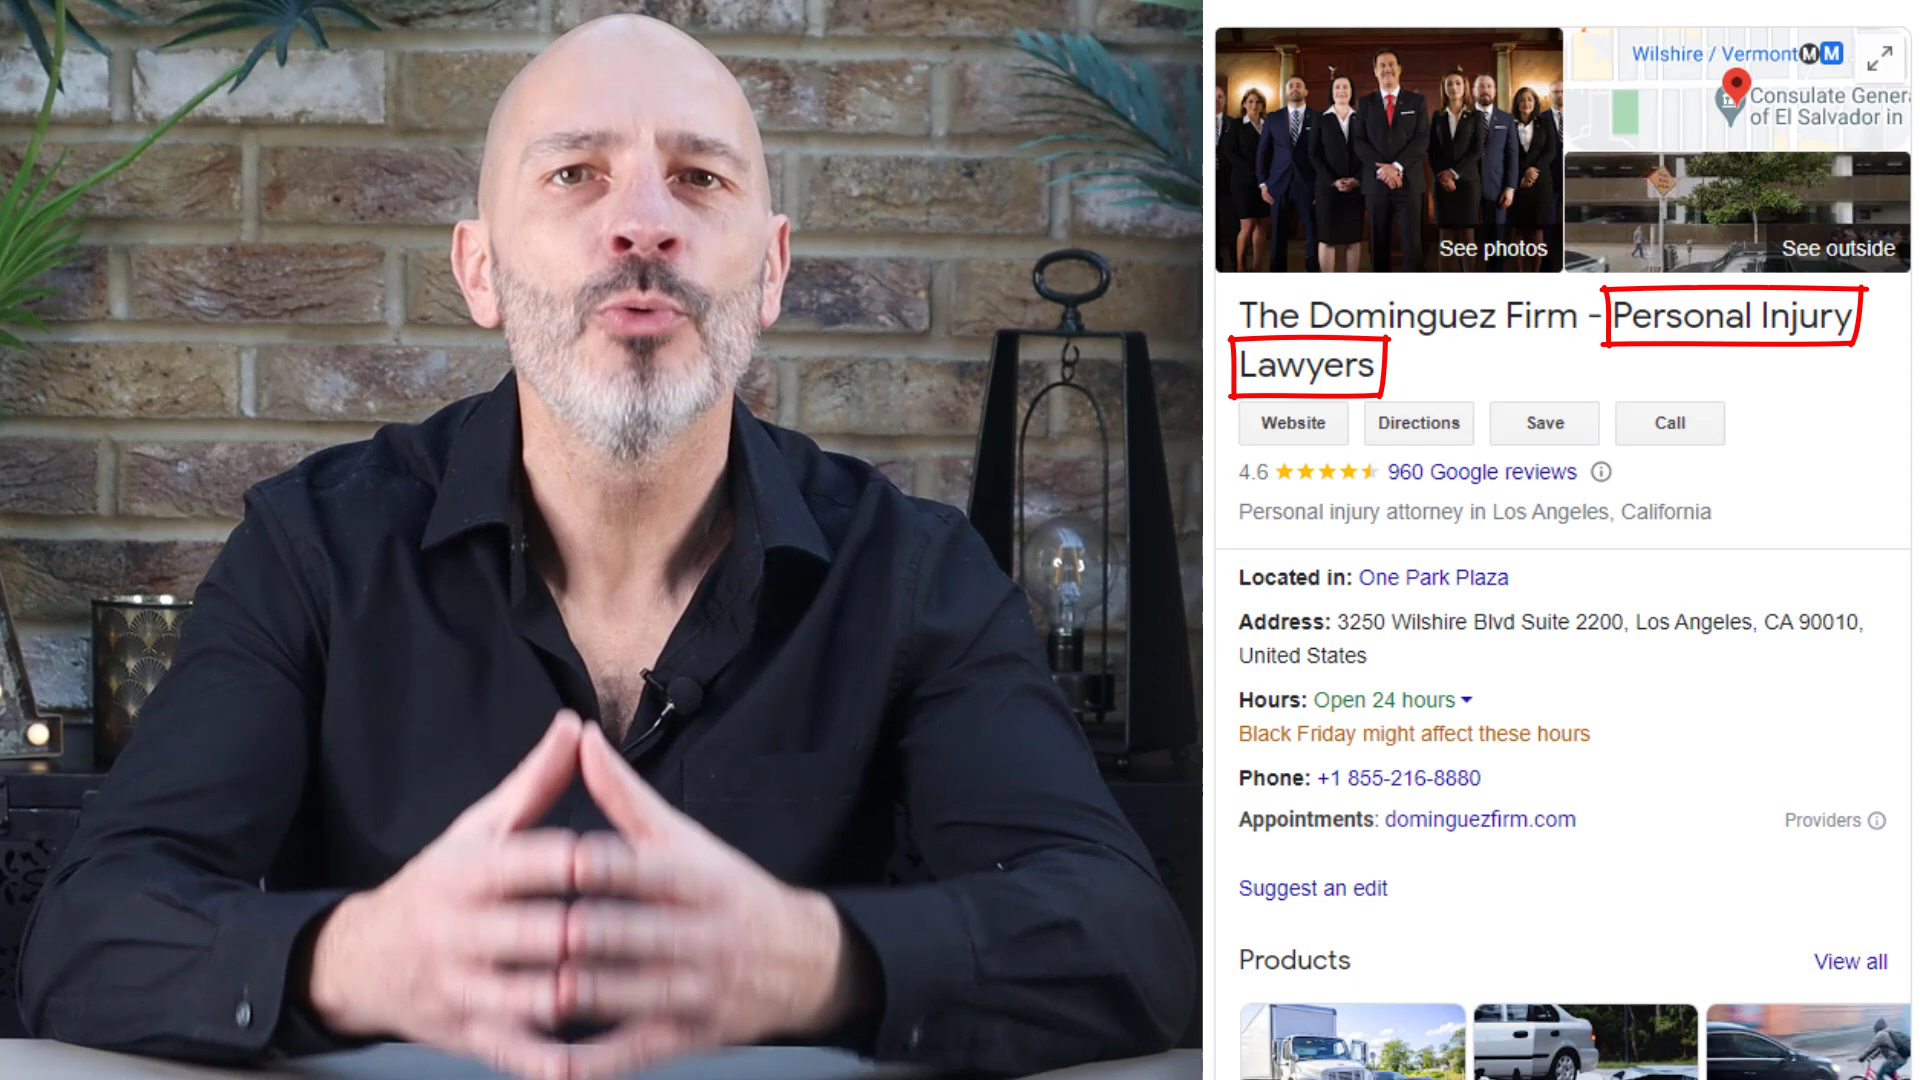 Wilshire / Vermont M M
Consulate Gener
of El Salvador in
See photos
See outside
The Dominguez Firm - Personal Injury
Lawyers
Website Directions Save Call
4.6 960 Google reviews
Personal injury attorney in Los Angeles, California
Located in: One Park Plaza
Address: 3250 Wilshire Blvd Suite 2200, Los Angeles, CA 90010,
United States
Hours: Open 24 hours
Black Friday might affect these hours
Phone: +1 855-216-8880
Appointments: dominguezfirm.com Providers
Suggest an edit
Products View all